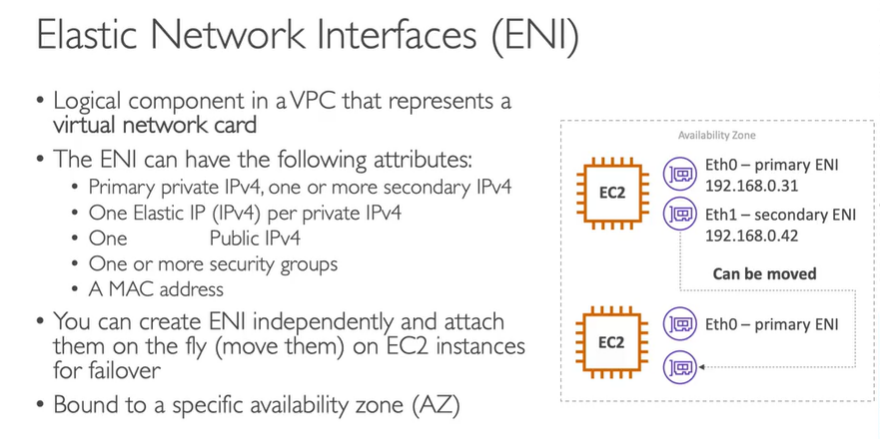 Elastic Network Interfaces (ENI)
• Logical component in a VPC that represents a
virtual network card
• The ENI can have the following attributes:
• Primary private IPv4, one or more secondary IPv4
• One Elastic IP (IPv4) per private IPv4
• One Public IPv4
• One or more security groups
• A MAC address
• You can create ENI independently and attach
them on the fly (move them) on EC2 instances
for failover
• Bound to a specific availability zone (AZ)
Availability Zone
EC2
Eth0 – primary ENI
192.168.0.31
Eth1 – secondary ENI
192.168.0.42
Can be moved
EC2
Eth0 – primary ENI